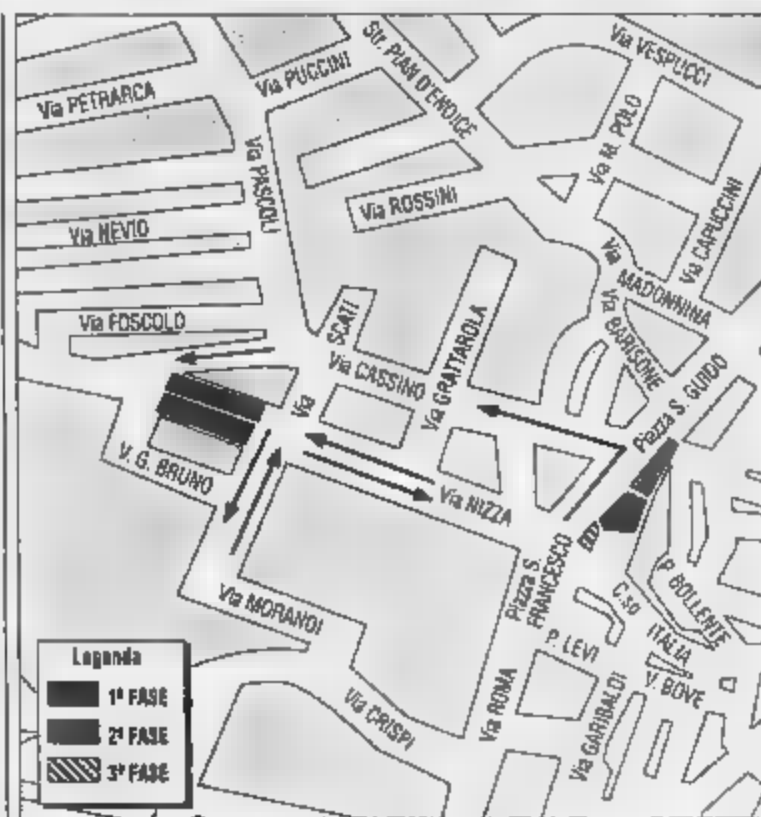 Via PETRARCA
Via PUCCINI
Str. PIAN D'ENDICE
Via VESPUCCI
Via M. POLO
Via PASCOLI
Via ROSSINI
Via CAPUCCINI
Via NEVIO
Via MADONNINA
Via FOSCOLO
SCATI
Via
Via CASSINO
Via GRATTAROLA
Via BARISONE
Piazza S. GUIDO
V. G. BRUNO
Via NIZZA
Piazza S.
FRANCESCO
Via MORANDI
C.so
ITALIA
P. BOLLENTE
P. LEVI
V. BOVE
Via ROMA
Via GARIBALDI
Via CRISPI
Legenda
1ª FASE
2ª FASE
3ª FASE